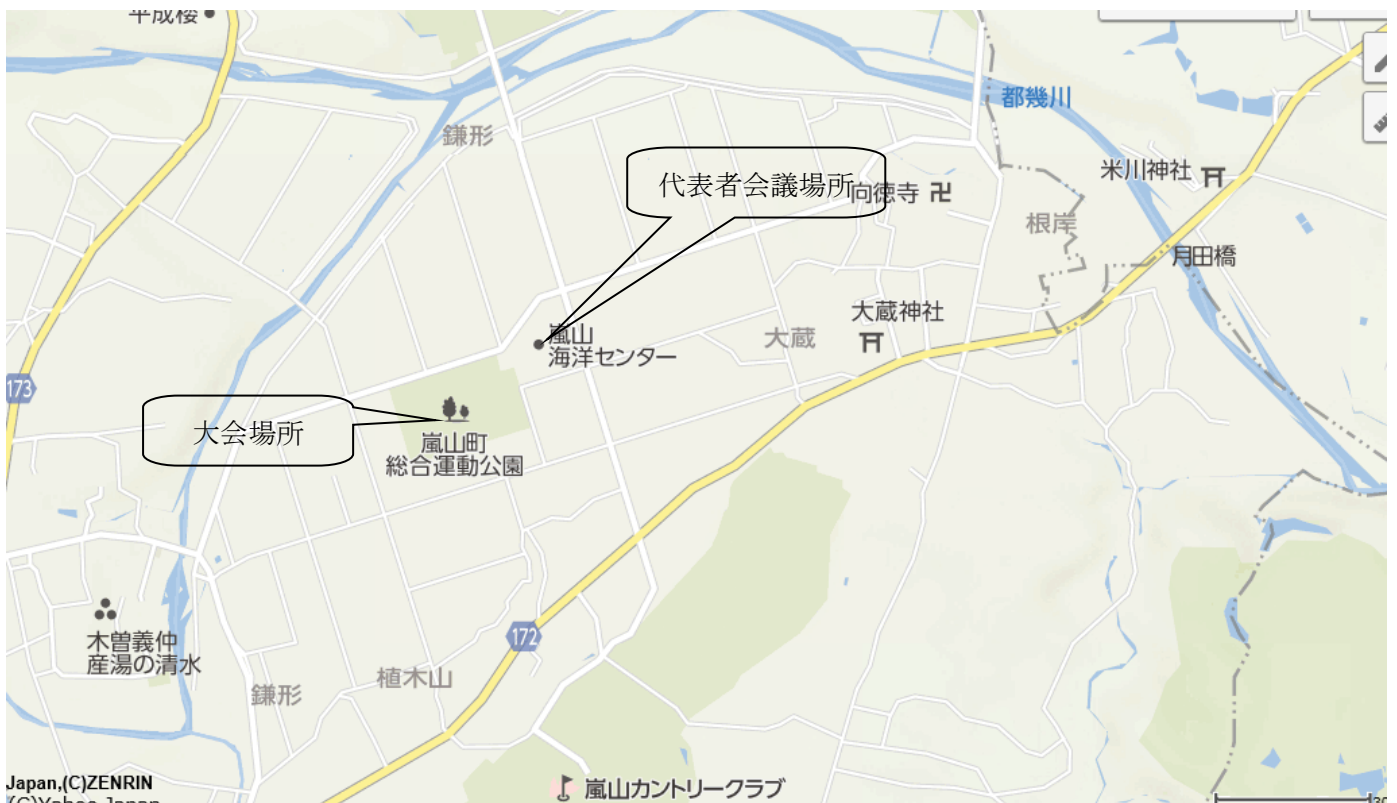 平成楼
都幾川
鎌形
米川神社
代表者会議場所
向徳寺
根岸
月田橋
大蔵神社
大蔵
嵐山
海洋センター
173
大会場所
嵐山町
総合運動公園
172
木曽義仲
産湯の清水
植木山
鎌形
嵐山カントリークラブ
Japan,(C)ZENRIN
(C)Yahoo Japan